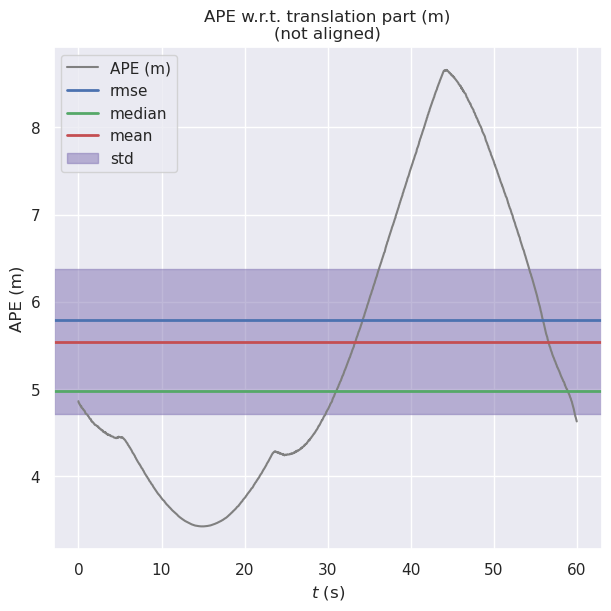 APE w.r.t. translation part (m)
(not aligned)
APE (m)
rmse
median
mean
std
APE (m)
8
7
6
5
4
0
10
20
30
40
50
60
t (s)